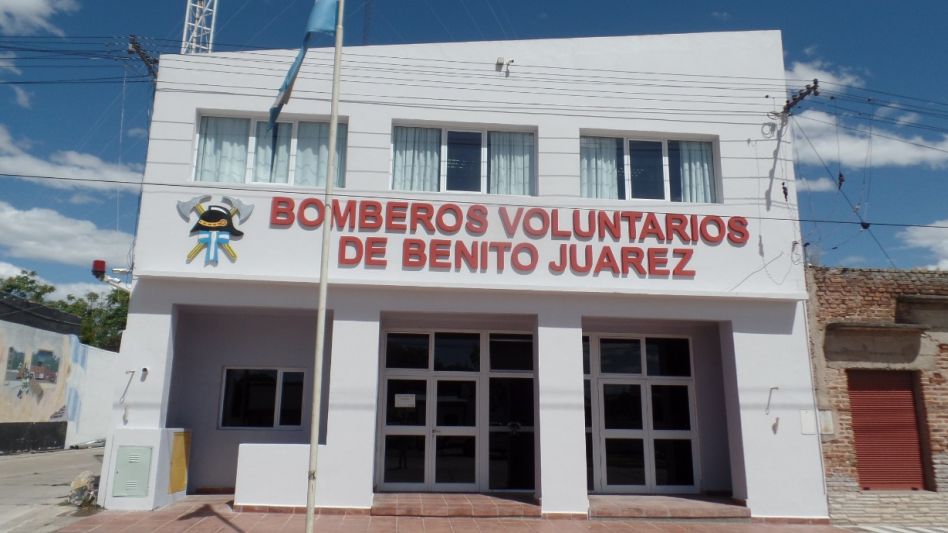 BOMBEROS VOLUNTARIOS
DE BENITO JUAREZ